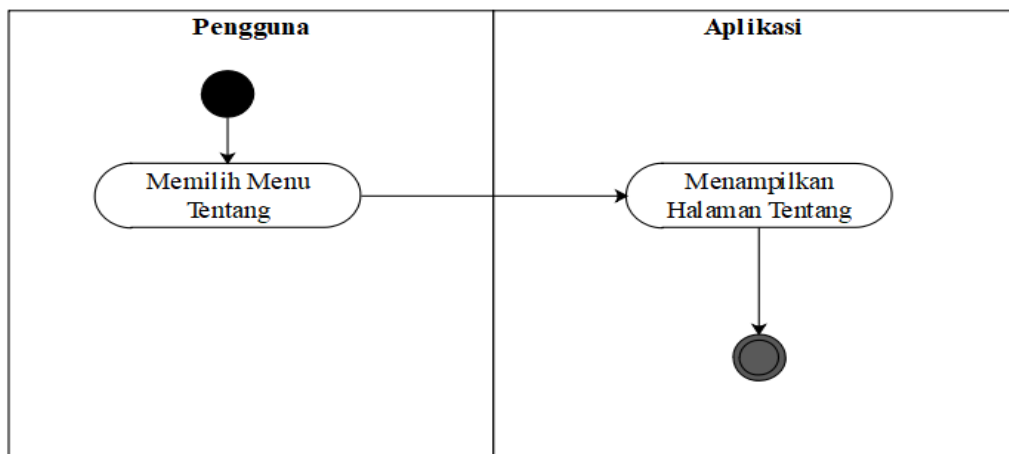 Pengguna
Aplikasi
Memilih Menu
Tentang
Menampilkan
Halaman Tentang